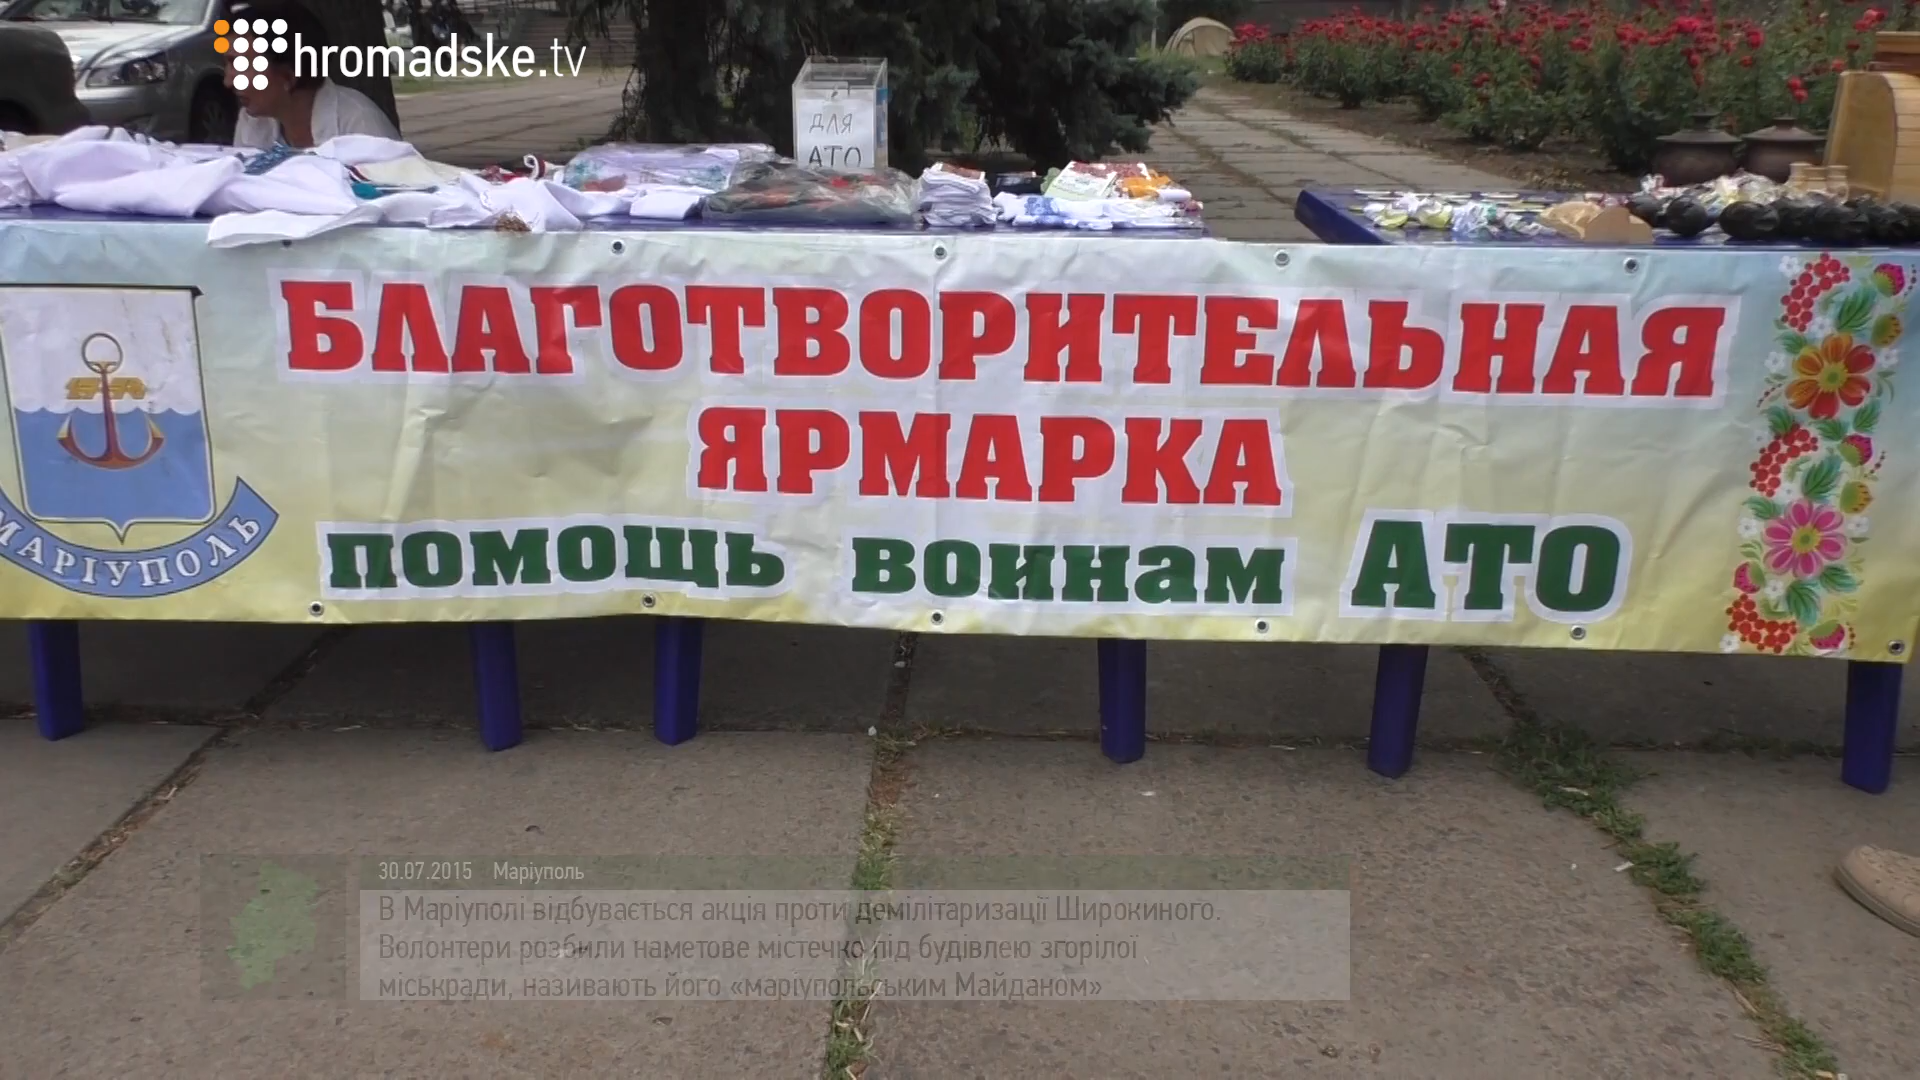 hromadske.tv
ДЛЯ
АТО
БЛАГОТВОРИТЕЛЬНАЯ
ЯРМАРКА
ПОМОЩЬ ВОИНАМ АТО
МАРІУПОЛЬ
30.07.2015 Маріуполь
В Маріуполі відбувається акція проти демілітаризації Широкиного.
Волонтери розбили наметове містечко під будівлею згорілої
міськради, називають його «маріупольським Майданом»